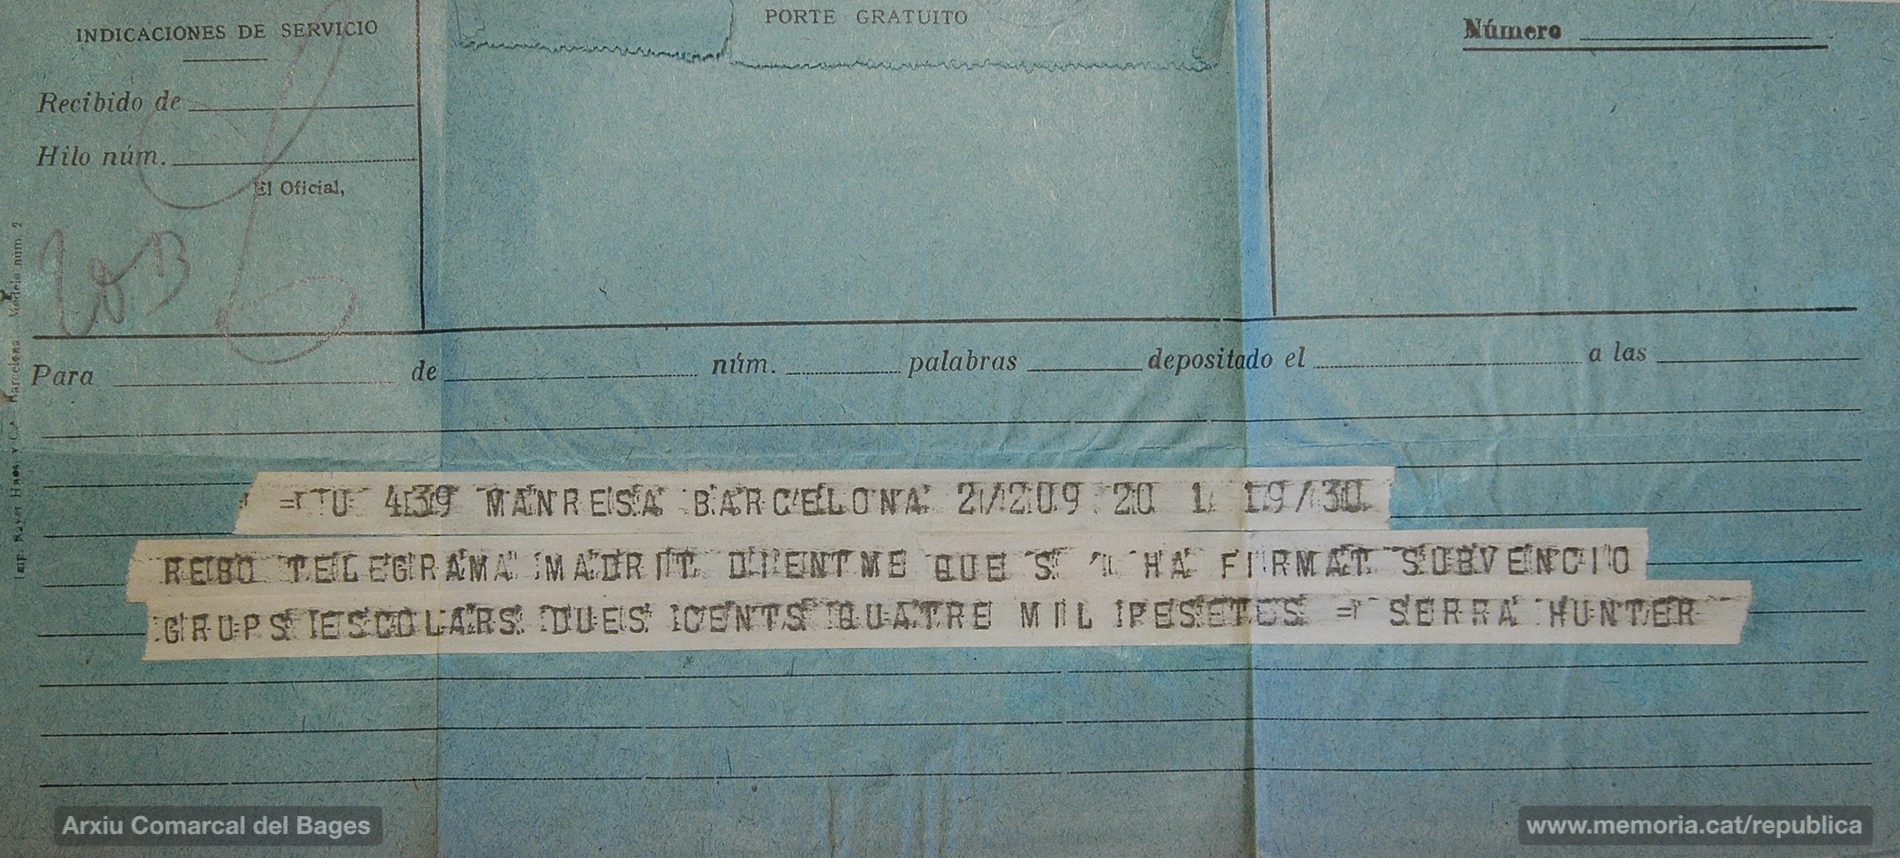 INDICACIONES DE SERVICIO
PORTE GRATUITO
Número
Recibido de
Hilo núm.
El Oficial,
Para de núm. palabras depositado el a las
= TU 439 MANRESA BARCELONA 2/209 20 1 19/30
REBO TELEGRAMA MADRIT DIENTME QUE S ' HA FIRMAT SUBVENCIO
GRUPS ESCOLARS DUES CENTS QUATRE MIL PESETES = SERRA HUNTER
Arxiu Comarcal del Bages
www.memoria.cat/republica